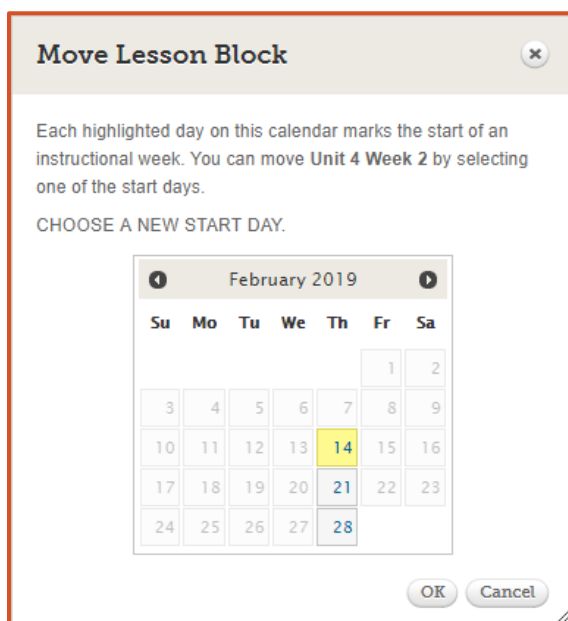 Move Lesson Block
Each highlighted day on this calendar marks the start of an
instructional week. You can move Unit 4 Week 2 by selecting
one of the start days.
CHOOSE A NEW START DAY.
February 2019
Su Mo Tu We Th Fr Sa
1 2
3 4 5 6 7 8 9
10 11 12 13 14 15 16
17 18 19 20 21 22 23
24 25 26 27 28
OK Cancel